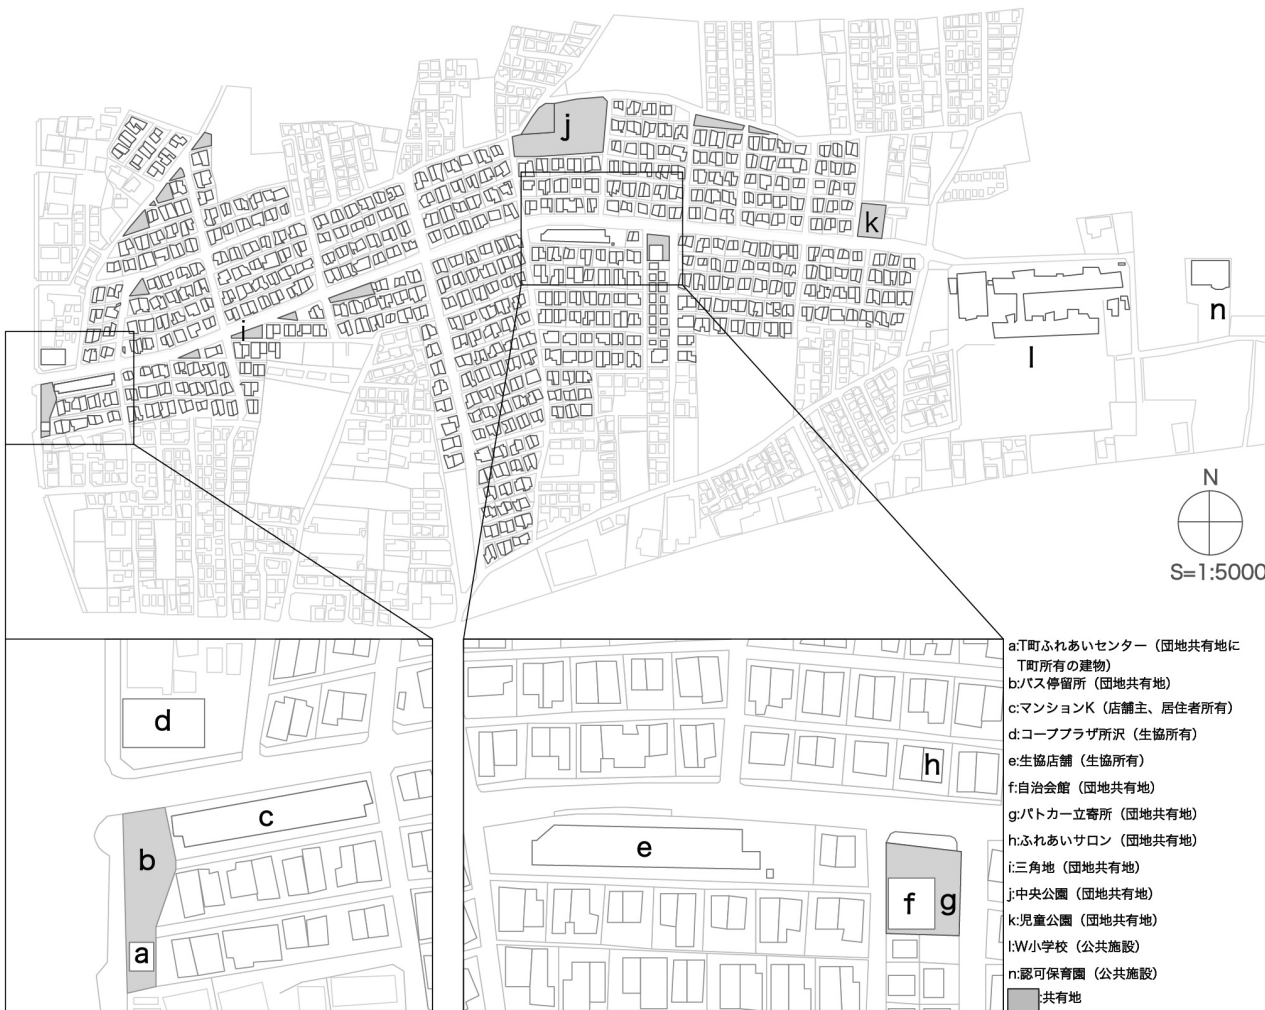 j
k
i
n
l
N
S=1:5000
d
c
b
a
h
e
f
g
a:T町ふれあいセンター（団地共有地に
T町所有の建物）
b:バス停留所（団地共有地）
c:マンションK（店舗主、居住者所有）
d:コーププラザ所沢（生協所有）
e:生協店舗（生協所有）
f:自治会館（団地共有地）
g:パトカー立寄所（団地共有地）
h:ふれあいサロン（団地共有地）
i:三角地（団地共有地）
j:中央公園（団地共有地）
k:児童公園（団地共有地）
l:W小学校（公共施設）
n:認可保育園（公共施設）
:共有地